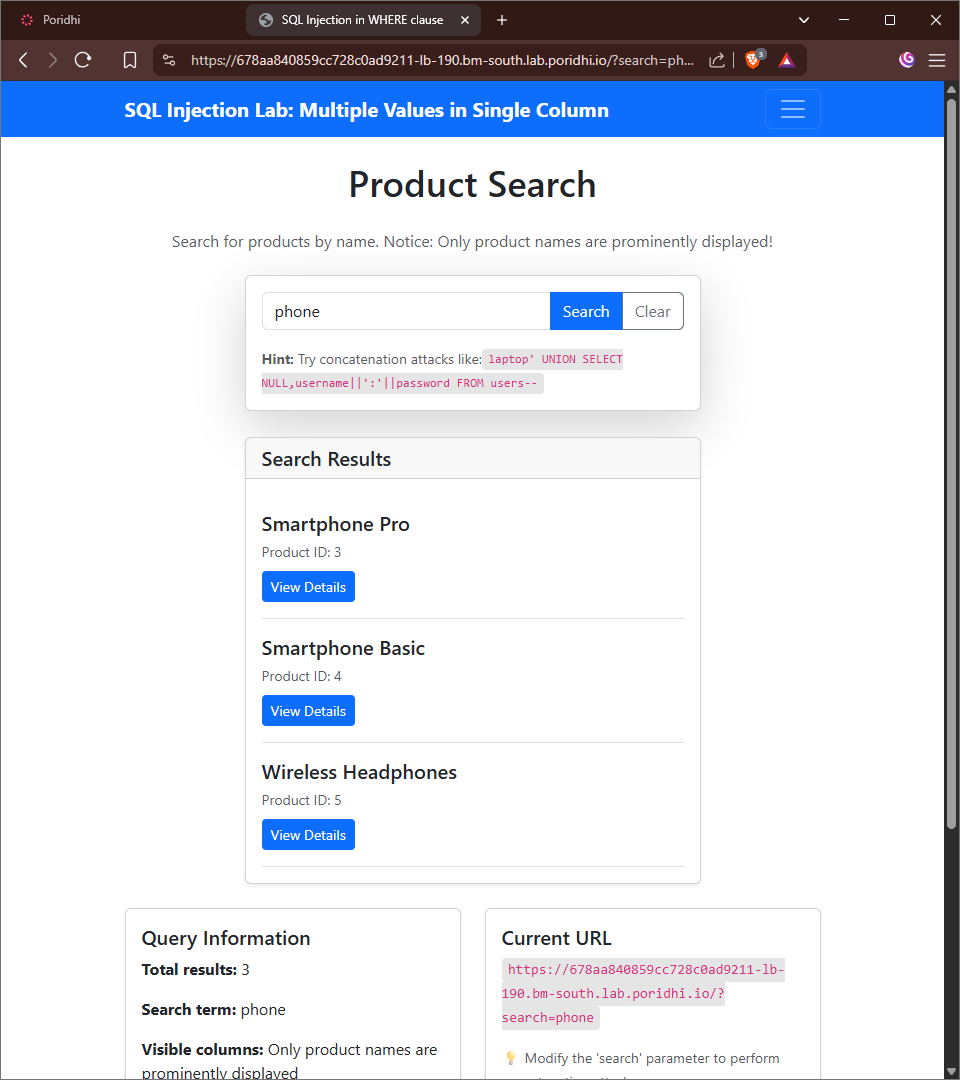 Poridhi
SQL Injection in WHERE clause
https://678aa840859cc728c0ad9211-lb-190.bm-south.lab.poridhi.io/?search=ph...
3
SQL Injection Lab: Multiple Values in Single Column
Product Search
Search for products by name. Notice: Only product names are prominently displayed!
phone
Search
Clear
Hint: Try concatenation attacks like: laptop' UNION SELECT
NULL,username||':'||password FROM users--
Search Results
Smartphone Pro
Product ID: 3
View Details
Smartphone Basic
Product ID: 4
View Details
Wireless Headphones
Product ID: 5
View Details
Query Information
Total results: 3
Search term: phone
Visible columns: Only product names are
prominently displayed
Current URL
https://678aa840859cc728c0ad9211-lb-
190.bm-south.lab.poridhi.io/?
search=phone
💡 Modify the 'search' parameter to perform